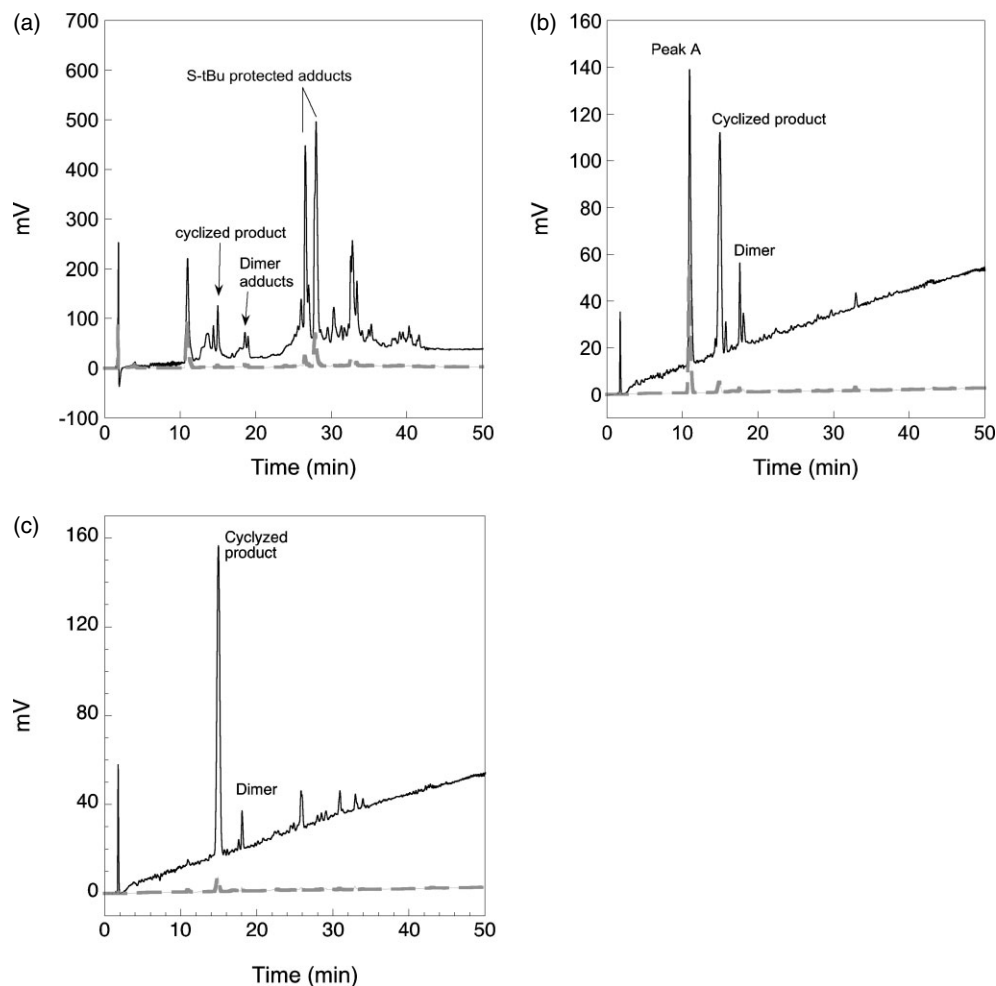 (a)
700
600
500
400
300
200
100
0
-100
mV
S-tBu protected adducts
cyclized product
Dimer
adducts
0 10 20 30 40 50
Time (min)
(b)
160
140
120
100
80
60
40
20
0
mV
Peak A
Cyclized product
Dimer
0 10 20 30 40 50
Time (min)
(c)
160
120
80
40
0
mV
Cyclyzed
product
Dimer
0 10 20 30 40 50
Time (min)